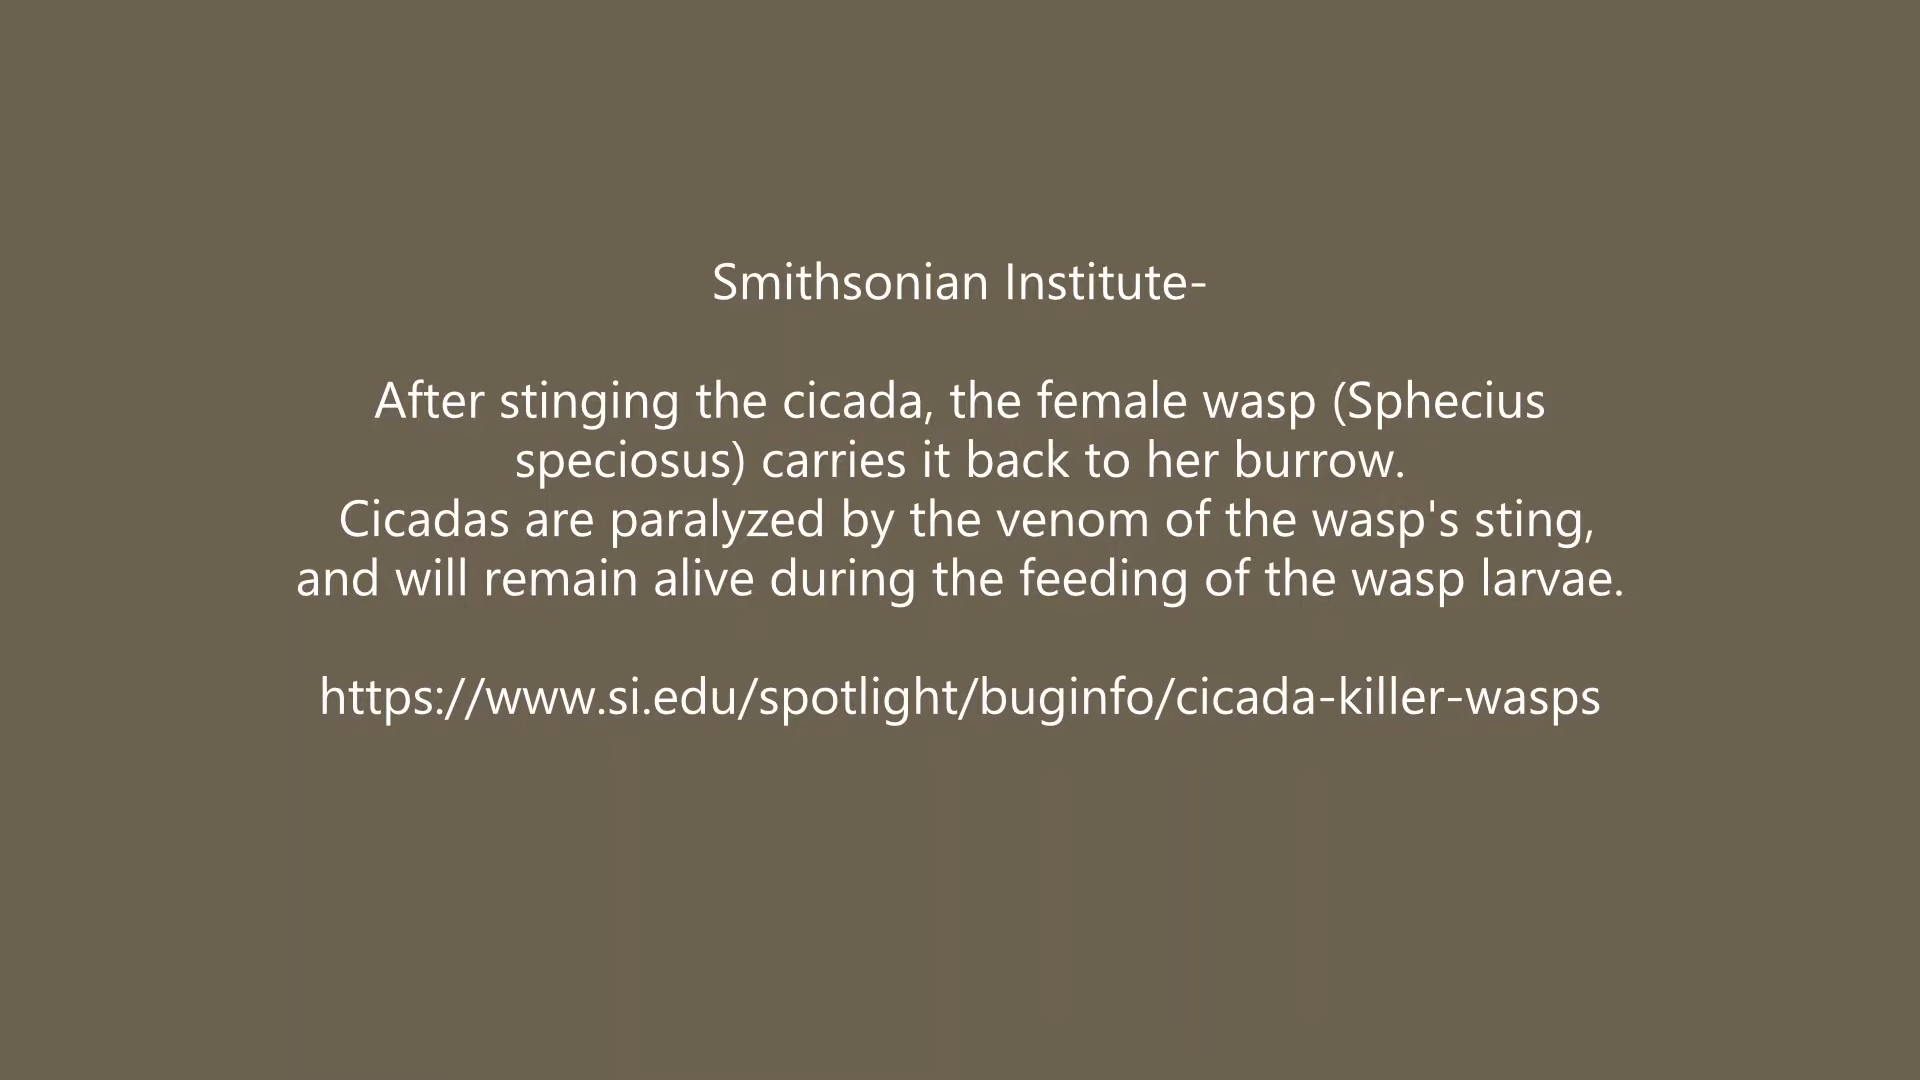 Smithsonian Institute-
After stinging the cicada, the female wasp (Sphecius
speciosus) carries it back to her burrow.
Cicadas are paralyzed by the venom of the wasp's sting,
and will remain alive during the feeding of the wasp larvae.
https://www.si.edu/spotlight/buginfo/cicada-killer-wasps